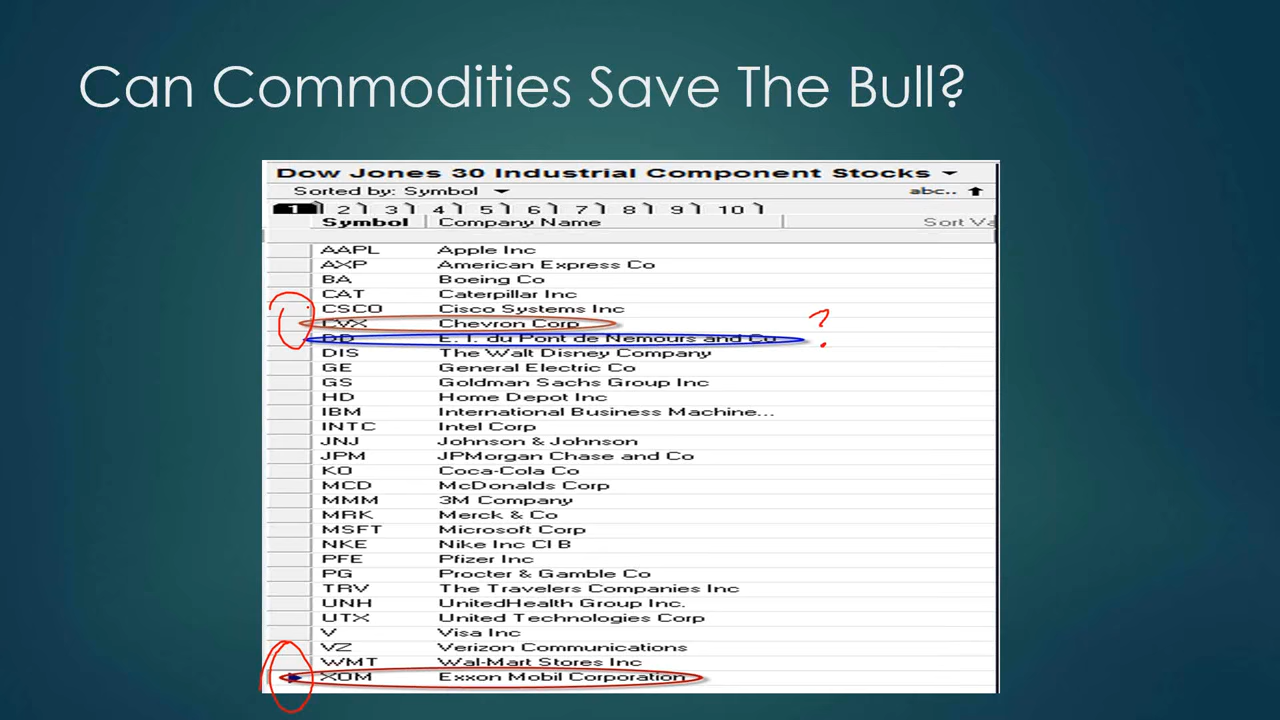 Can Commodities Save The Bull?
Dow Jones 30 Industrial Component Stocks
Sorted by: Symbol abc..
1 2 3 4 5 6 7 8 9 10
Symbol Company Name Sort Va
AAPL Apple Inc
AXP American Express Co
BA Boeing Co
CAT Caterpillar Inc
CSCO Cisco Systems Inc
CVX Chevron Corp
?
DD E. I. du Pont de Nemours and Co
DIS The Walt Disney Company
GE General Electric Co
GS Goldman Sachs Group Inc
HD Home Depot Inc
IBM International Business Machine...
INTC Intel Corp
JNJ Johnson & Johnson
JPM JPMorgan Chase and Co
KO Coca-Cola Co
MCD McDonalds Corp
MMM 3M Company
MRK Merck & Co
MSFT Microsoft Corp
NKE Nike Inc Cl B
PFE Pfizer Inc
PG Procter & Gamble Co
TRV The Travelers Companies Inc
UNH UnitedHealth Group Inc.
UTX United Technologies Corp
V Visa Inc
VZ Verizon Communications
WMT Wal-Mart Stores Inc
XOM Exxon Mobil Corporation